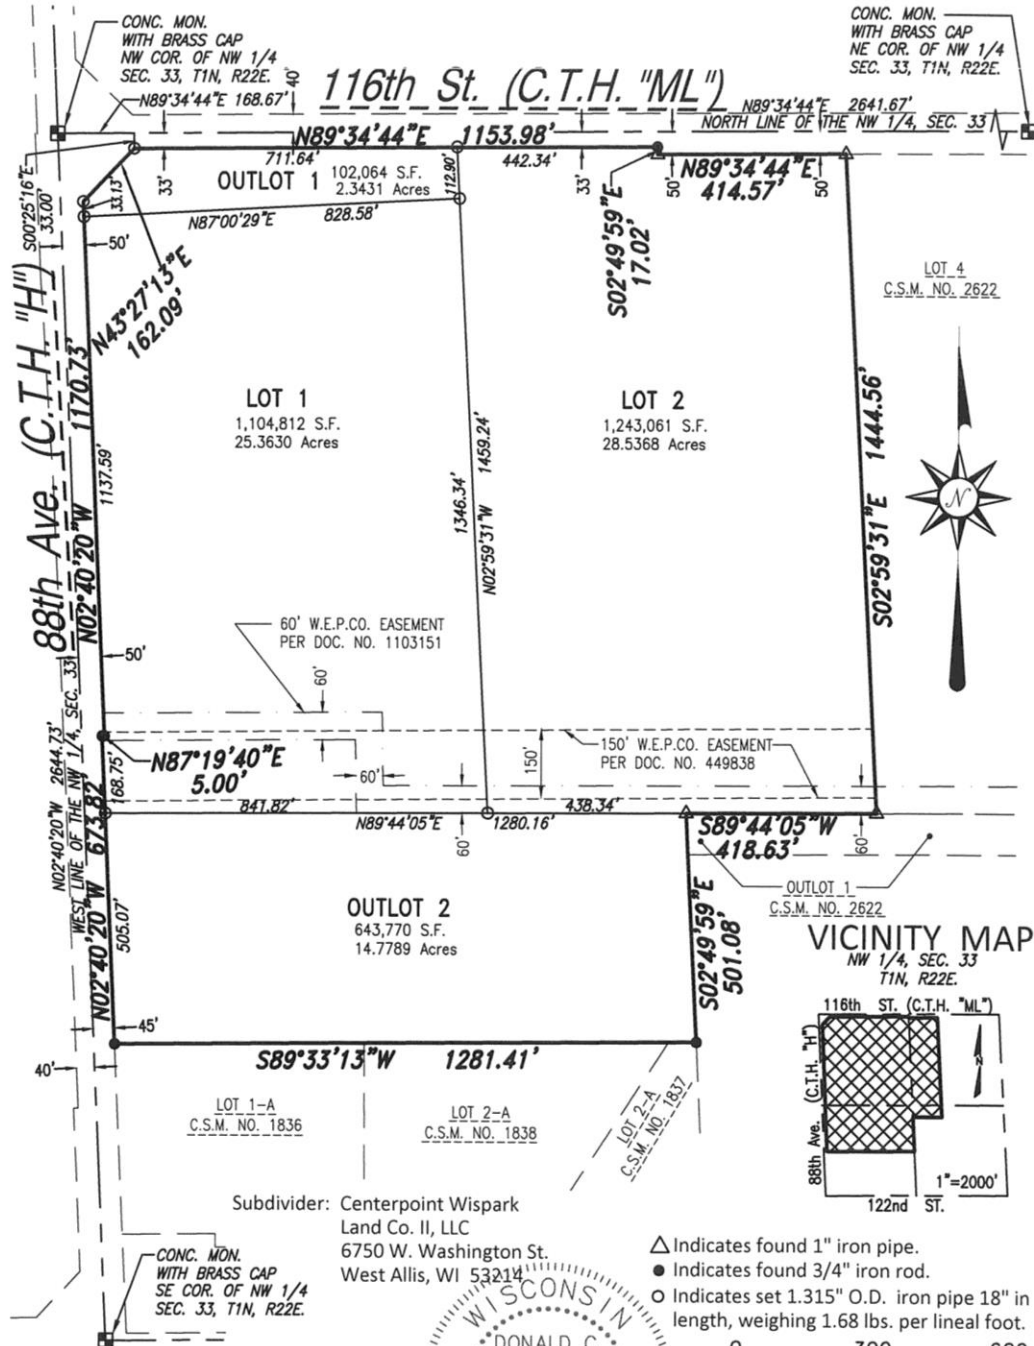 CONC. MON.
WITH BRASS CAP
NW COR. OF NW 1/4
SEC. 33, T1N, R22E.
CONC. MON.
WITH BRASS CAP
NE COR. OF NW 1/4
SEC. 33, T1N, R22E.
40'
116th St. (C.T.H. "ML")
N89°34'44"E 168.67'
N89°34'44"E 2641.67'
NORTH LINE OF THE NW 1/4, SEC. 33
N89°34'44"E 1153.98'
711.64'
442.34'
33'
33'
50'
50'
N89°34'44"E
414.57'
OUTLOT 1
102,064 S.F.
2.3431 Acres
112.90'
S00°25'16"E
33.00'
33.13'
N87°00'29"E 828.58'
50'
N43°27'13"E
162.09'
S02°49'59"E
17.02'
LOT 4
C.S.M. NO. 2622
88th Ave. (C.T.H. "H")
1170.73'
N02°40'20"W
1137.59'
LOT 1
1,104,812 S.F.
25.3630 Acres
LOT 2
1,243,061 S.F.
28.5368 Acres
1346.34'
N02°59'31"W 1459.24'
S02°59'31"E 1444.56'
N
60' W.E.P.CO. EASEMENT
PER DOC. NO. 1103151
50'
60'
N02°40'20"W 2644.73'
WEST LINE OF THE NW 1/4, SEC. 33
N87°19'40"E
5.00'
168.75'
60'
150'
150' W.E.P.CO. EASEMENT
PER DOC. NO. 449838
841.82'
438.34'
N89°44'05"E
1280.16'
60'
S89°44'05"W
418.63'
60'
N02°40'20"W 673.82'
505.07'
OUTLOT 2
643,770 S.F.
14.7789 Acres
S02°49'59"E
501.08'
OUTLOT 1
C.S.M. NO. 2622
45'
40'
S89°33'13"W 1281.41'
LOT 1-A
C.S.M. NO. 1836
LOT 2-A
C.S.M. NO. 1838
LOT 2-A
C.S.M. NO. 1837
VICINITY MAP
NW 1/4, SEC. 33
T1N, R22E.
116th ST. (C.T.H. "ML")
88th Ave. (C.T.H. "H")
N
1"=2000'
122nd ST.
Subdivider: Centerpoint Wispark
Land Co. II, LLC
6750 W. Washington St.
West Allis, WI 53214
CONC. MON.
WITH BRASS CAP
SE COR. OF NW 1/4
SEC. 33, T1N, R22E.
WISCONSIN
DONALD C.
Indicates found 1" iron pipe.
Indicates found 3/4" iron rod.
Indicates set 1.315" O.D. iron pipe 18" in
length, weighing 1.68 lbs. per lineal foot.